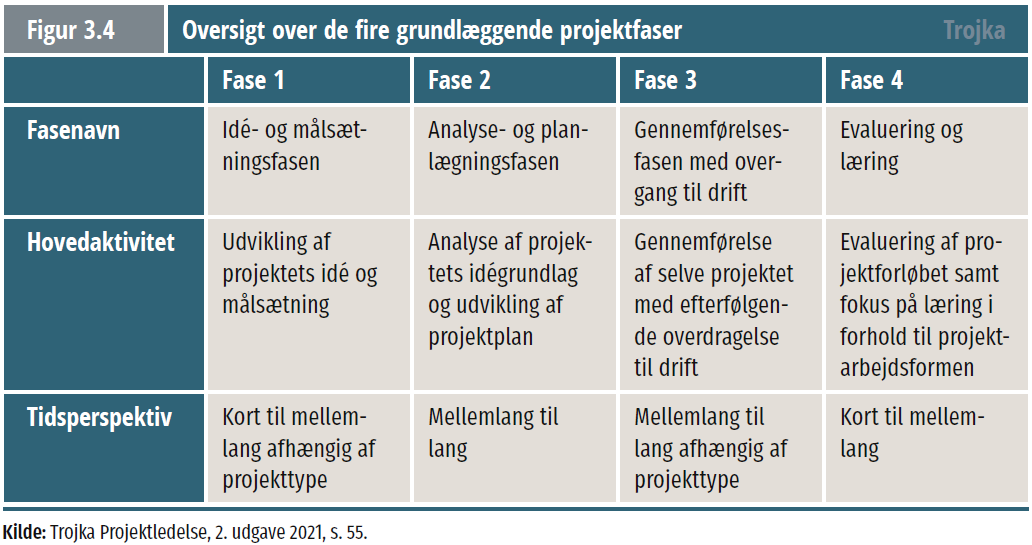 Figur 3.4
Oversigt over de fire grundlæggende projektfaser
Trojka
Fase 1
Fase 2
Fase 3
Fase 4
Fasenavn
Idé- og målsæt-
ningsfasen
Analyse- og plan-
lægningsfasen
Gennemførelses-
fasen med over-
gang til drift
Evaluering og
læring
Hovedaktivitet
Udvikling af
projektets idé og
målsætning
Analyse af projek-
tets idégrundlag
og udvikling af
projektplan
Gennemførelse
af selve projektet
med efterfølgen-
de overdragelse
til drift
Evaluering af pro-
jektforløbet samt
fokus på læring i
forhold til projekt-
arbejdsformen
Tidsperspektiv
Kort til mellem-
lang afhængig af
projekttype
Mellemlang til
lang
Mellemlang til
lang afhængig af
projekttype
Kort til mellem-
lang
Kilde: Trojka Projektledelse, 2. udgave 2021, s. 55.